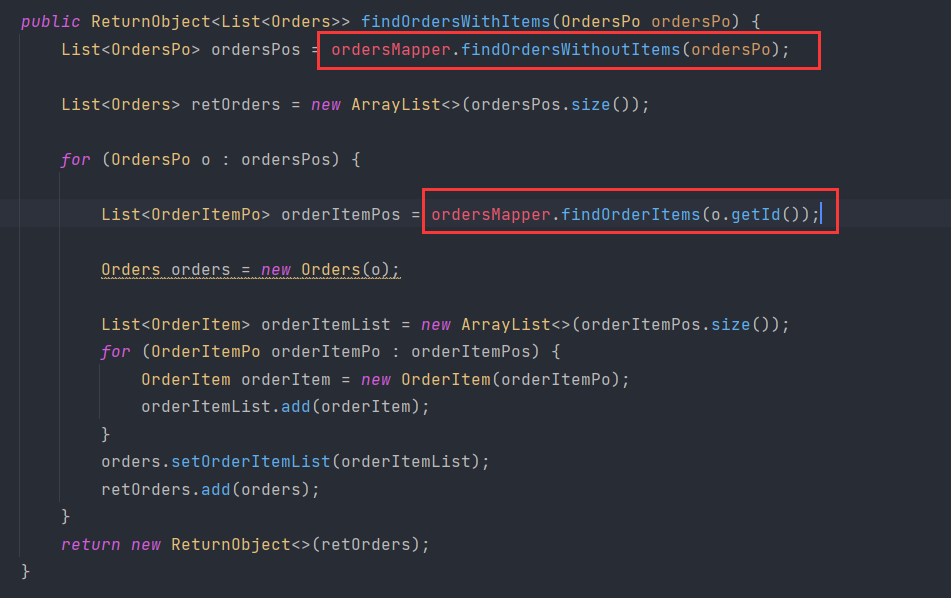 public ReturnObject<List<Orders>> findOrdersWithItems(OrdersPo ordersPo) {
List<OrdersPo> ordersPos = ordersMapper.findOrdersWithoutItems(ordersPo);
List<Orders> retOrders = new ArrayList<>(ordersPos.size());
for (OrdersPo o : ordersPos) {
List<OrderItemPo> orderItemPos = ordersMapper.findOrderItems(o.getId());
Orders orders = new Orders(o);
List<OrderItem> orderItemList = new ArrayList<>(orderItemPos.size());
for (OrderItemPo orderItemPo : orderItemPos) {
OrderItem orderItem = new OrderItem(orderItemPo);
orderItemList.add(orderItem);
}
orders.setOrderItemList(orderItemList);
retOrders.add(orders);
}
return new ReturnObject<>(retOrders);
}